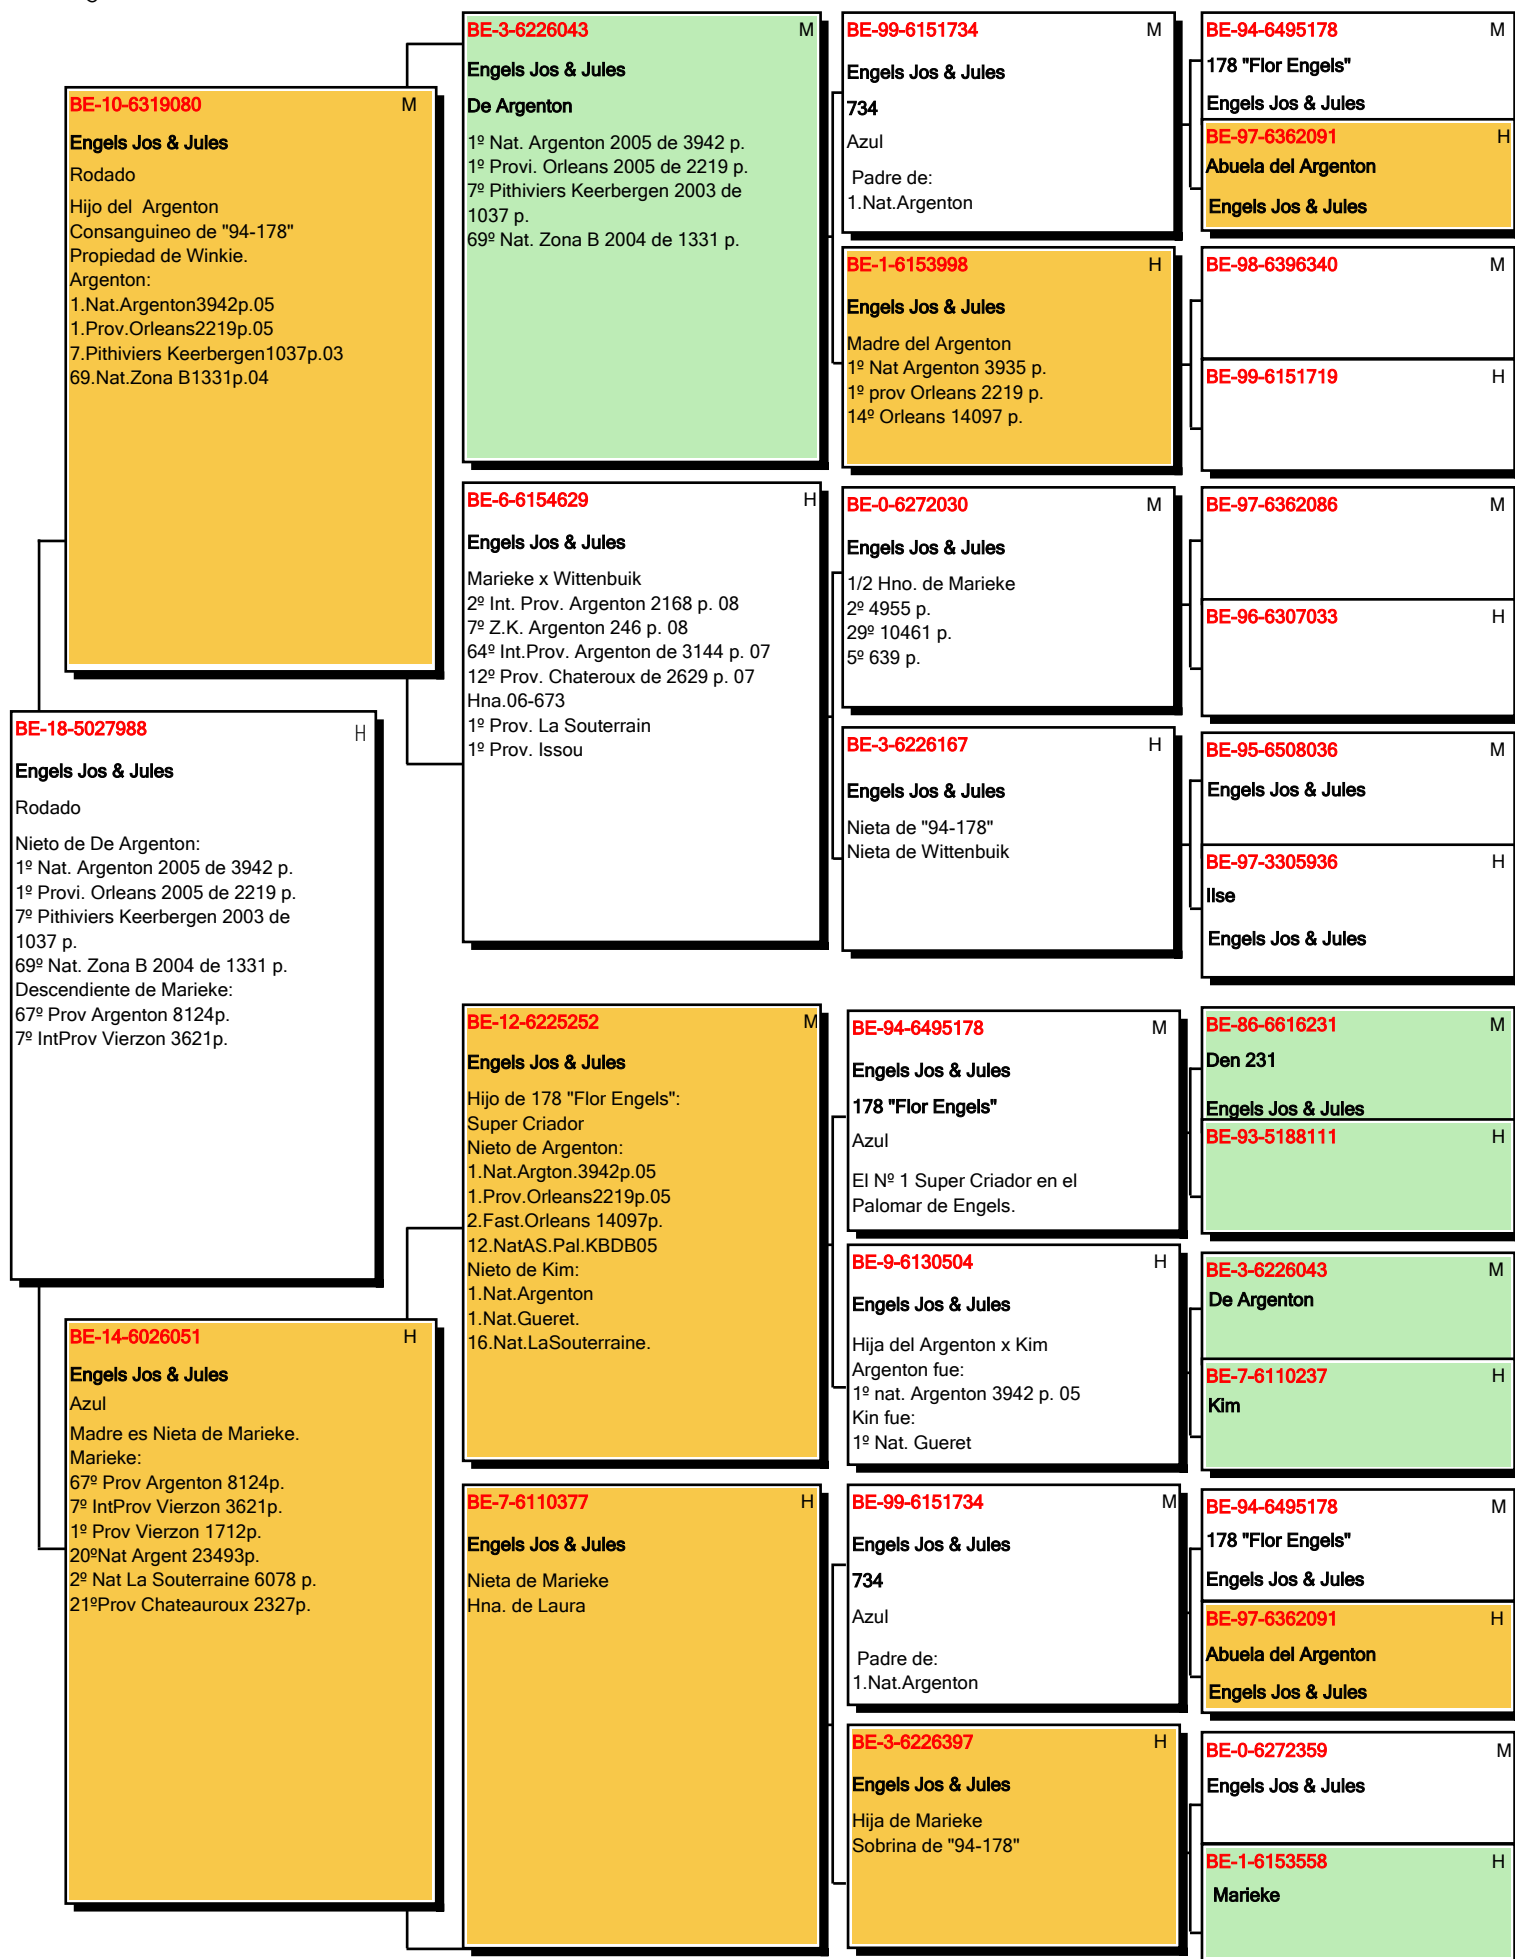 BE-18-5027988 H
Engels Jos & Jules
Rodado
Nieto de De Argenton:
1º Nat. Argenton 2005 de 3942 p.
1º Provi. Orleans 2005 de 2219 p.
7º Pithiviers Keerbergen 2003 de
1037 p.
69º Nat. Zona B 2004 de 1331 p.
Descendiente de Marieke:
67º Prov Argenton 8124p.
7º IntProv Vierzon 3621p.
BE-10-6319080 M
Engels Jos & Jules
Rodado
Hijo del  Argenton
Consanguineo de "94-178"
Propiedad de Winkie.
Argenton:
1.Nat.Argenton3942p.05
1.Prov.Orleans2219p.05
7.Pithiviers Keerbergen1037p.03
69.Nat.Zona B1331p.04
BE-14-6026051 H
Engels Jos & Jules
Azul
Madre es Nieta de Marieke.
Marieke:
67º Prov Argenton 8124p.
7º IntProv Vierzon 3621p.
1º Prov Vierzon 1712p.
20ºNat Argent 23493p.
2º Nat La Souterraine 6078 p.
21ºProv Chateauroux 2327p.
BE-3-6226043 M
Engels Jos & Jules
De Argenton
1º Nat. Argenton 2005 de 3942 p.
1º Provi. Orleans 2005 de 2219 p.
7º Pithiviers Keerbergen 2003 de
1037 p.
69º Nat. Zona B 2004 de 1331 p.
BE-6-6154629 H
Engels Jos & Jules
Marieke x Wittenbuik
2º Int. Prov. Argenton 2168 p. 08
7º Z.K. Argenton 246 p. 08
64º Int.Prov. Argenton de 3144 p. 07
12º Prov. Chateroux de 2629 p. 07
Hna.06-673
1º Prov. La Souterrain
1º Prov. Issou
BE-12-6225252 M
Engels Jos & Jules
Hijo de 178 "Flor Engels":
Super Criador
Nieto de Argenton:
1.Nat.Argton.3942p.05
1.Prov.Orleans2219p.05
2.Fast.Orleans 14097p.
12.NatAS.Pal.KBDB05
Nieto de Kim:
1.Nat.Argenton
1.Nat.Gueret.
16.Nat.LaSouterraine.
BE-7-6110377 H
Engels Jos & Jules
Nieta de Marieke
Hna. de Laura
BE-99-6151734 M
Engels Jos & Jules
734
Azul
Padre de:
1.Nat.Argenton
BE-1-6153998 H
Engels Jos & Jules
Madre del Argenton
1º Nat Argenton 3935 p.
1º prov Orleans 2219 p.
14º Orleans 14097 p.
BE-0-6272030 M
Engels Jos & Jules
1/2 Hno. de Marieke
2º 4955 p.
29º 10461 p.
5º 639 p.
BE-3-6226167 H
Engels Jos & Jules
Nieta de "94-178"
Nieta de Wittenbuik
BE-94-6495178 M
Engels Jos & Jules
178 "Flor Engels"
Azul
El Nº 1 Super Criador en el
Palomar de Engels.
BE-9-6130504 H
Engels Jos & Jules
Hija del Argenton x Kim
Argenton fue:
1º nat. Argenton 3942 p. 05
Kin fue:
1º Nat. Gueret
BE-99-6151734 M
Engels Jos & Jules
734
Azul
Padre de:
1.Nat.Argenton
BE-3-6226397 H
Engels Jos & Jules
Hija de Marieke
Sobrina de "94-178"
BE-94-6495178 M
178 "Flor Engels"
Engels Jos & Jules
BE-97-6362091 H
Abuela del Argenton
Engels Jos & Jules
BE-98-6396340 M
BE-99-6151719 H
BE-97-6362086 M
BE-96-6307033 H
BE-95-6508036 M
Engels Jos & Jules
BE-97-3305936 H
Ilse
Engels Jos & Jules
BE-86-6616231 M
Den 231
Engels Jos & Jules
BE-93-5188111 H
BE-3-6226043 M
De Argenton
BE-7-6110237 H
Kim
BE-94-6495178 M
178 "Flor Engels"
Engels Jos & Jules
BE-97-6362091 H
Abuela del Argenton
Engels Jos & Jules
BE-0-6272359 M
Engels Jos & Jules
BE-1-6153558 H
Marieke